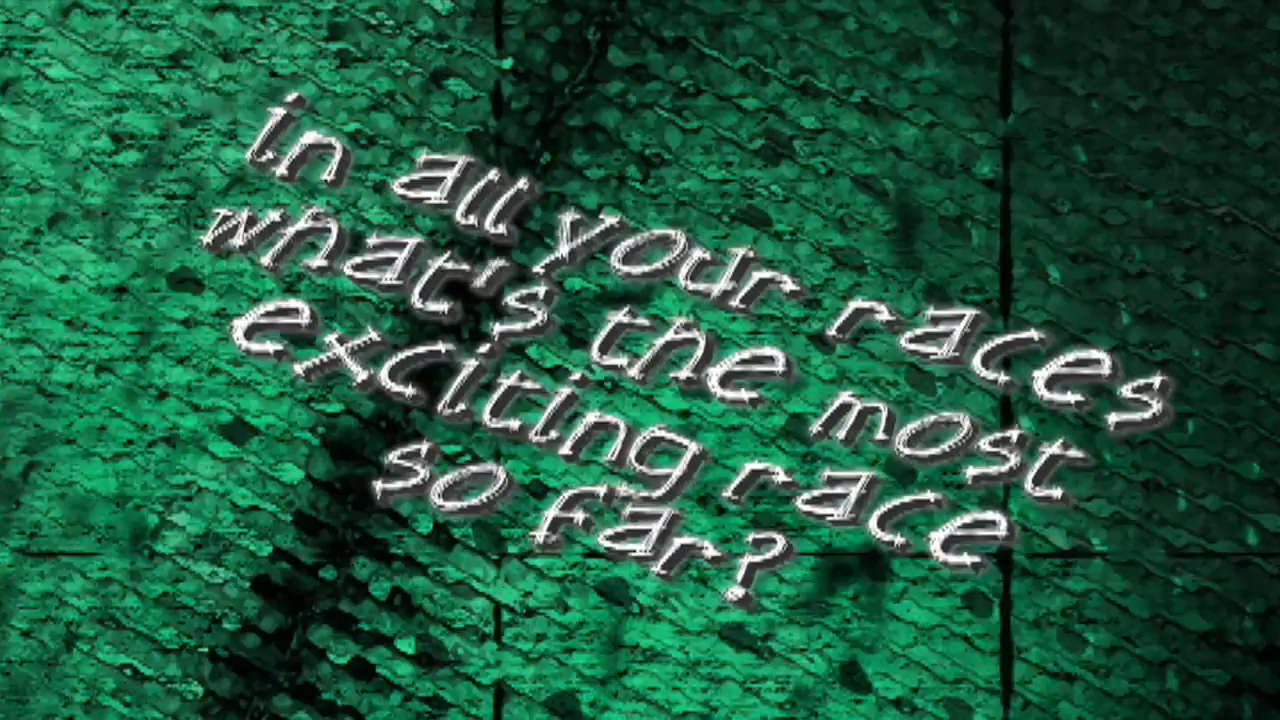 in all your races
what's the most
exciting race
so far?